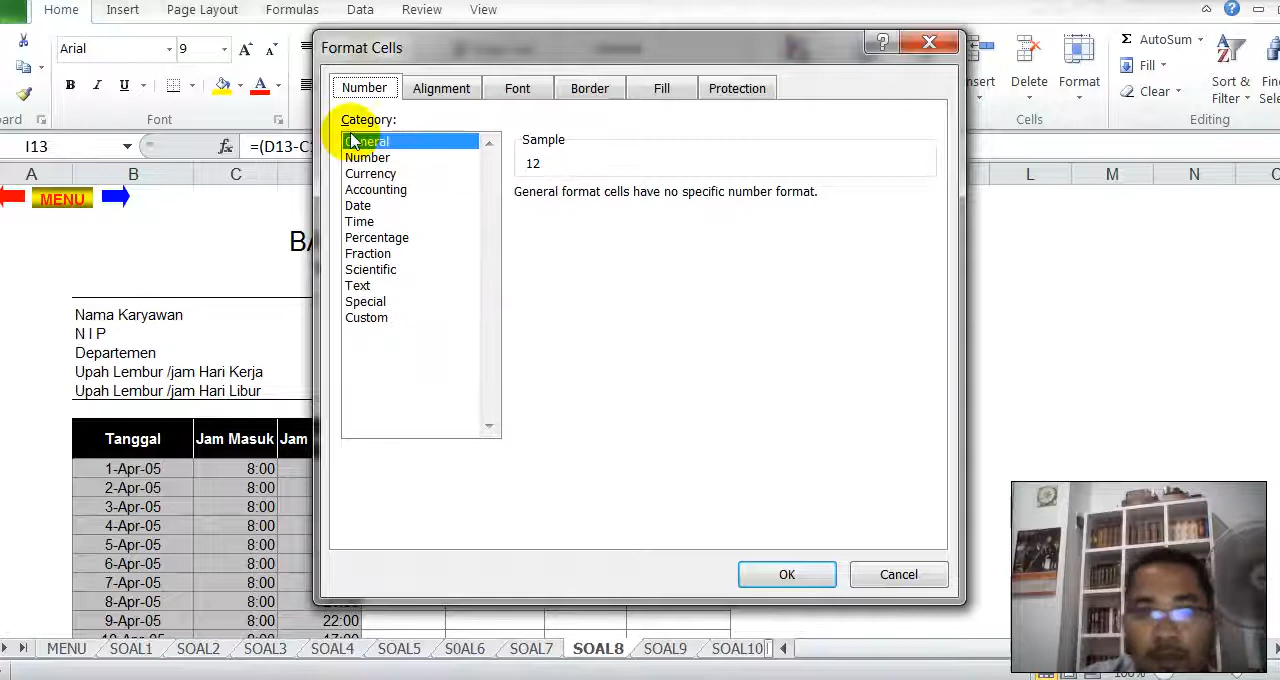 Home Insert Page Layout Formulas Data Review View
Arial 9
AutoSum
Fill
Clear
Delete Format
Sort &
Filter
Font Cells Editing
I13 =(D13-C
A B C L M N
MENU
Nama Karyawan
N I P
Departemen
Upah Lembur /jam Hari Kerja
Upah Lembur /jam Hari Libur
Tanggal Jam Masuk Jam
1-Apr-05 8:00
2-Apr-05 8:00
3-Apr-05 8:00
4-Apr-05 8:00
5-Apr-05 8:00
6-Apr-05 8:00
7-Apr-05 8:00
8-Apr-05 8:00
9-Apr-05 8:00 22:00
Format Cells
Number Alignment Font Border Fill Protection
Category:
General
Number
Currency
Accounting
Date
Time
Percentage
Fraction
Scientific
Text
Special
Custom
Sample
12
General format cells have no specific number format.
OK Cancel
MENU SOAL1 SOAL2 SOAL3 SOAL4 SOAL5 S0AL6 SOAL7 SOAL8 SOAL9 SOAL10